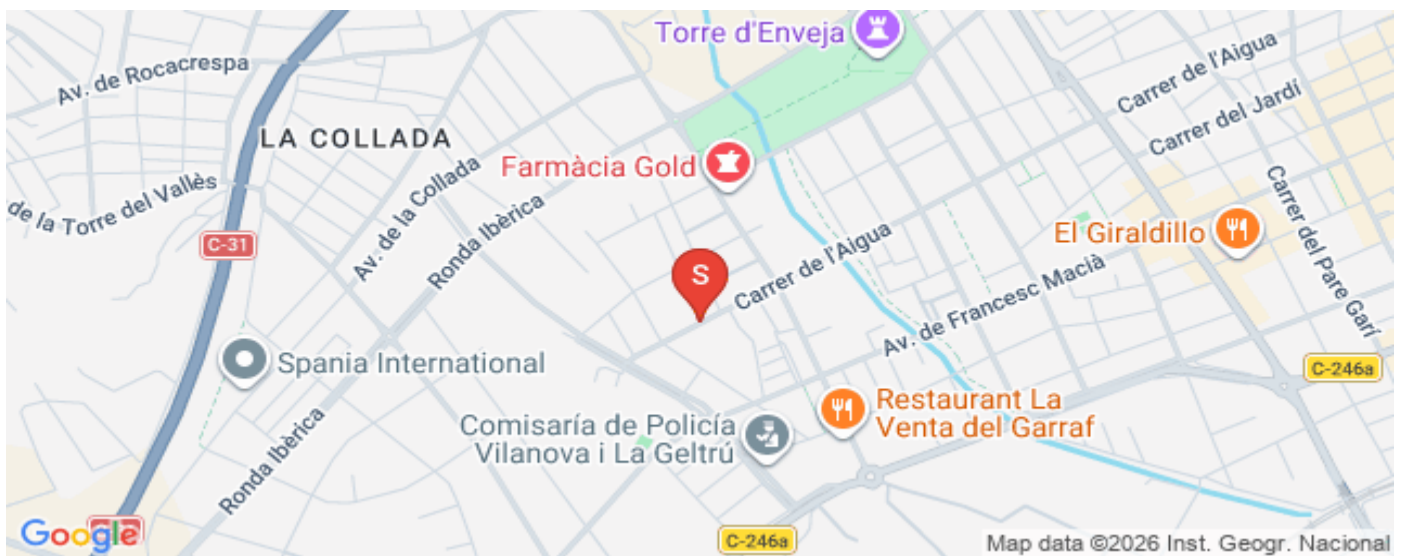 Torre d'Enveja
Av. de Rocacrespa
Carrer de l'Aigua
Carrer del Jardí
LA COLLADA
Farmàcia Gold
de la Torre del Vallès
Av. de la Collada
Ronda Ibèrica
C-31
S
Carrer de l'Aigua
El Giraldillo
Carrer del Pare Garí
Av. de Francesc Macià
Spania International
C-246a
Restaurant La
Venta del Garraf
Comisaría de Policía
Vilanova i La Geltrú
Ronda Ibèrica
Google
C-246a
Map data ©2026 Inst. Geogr. Nacional